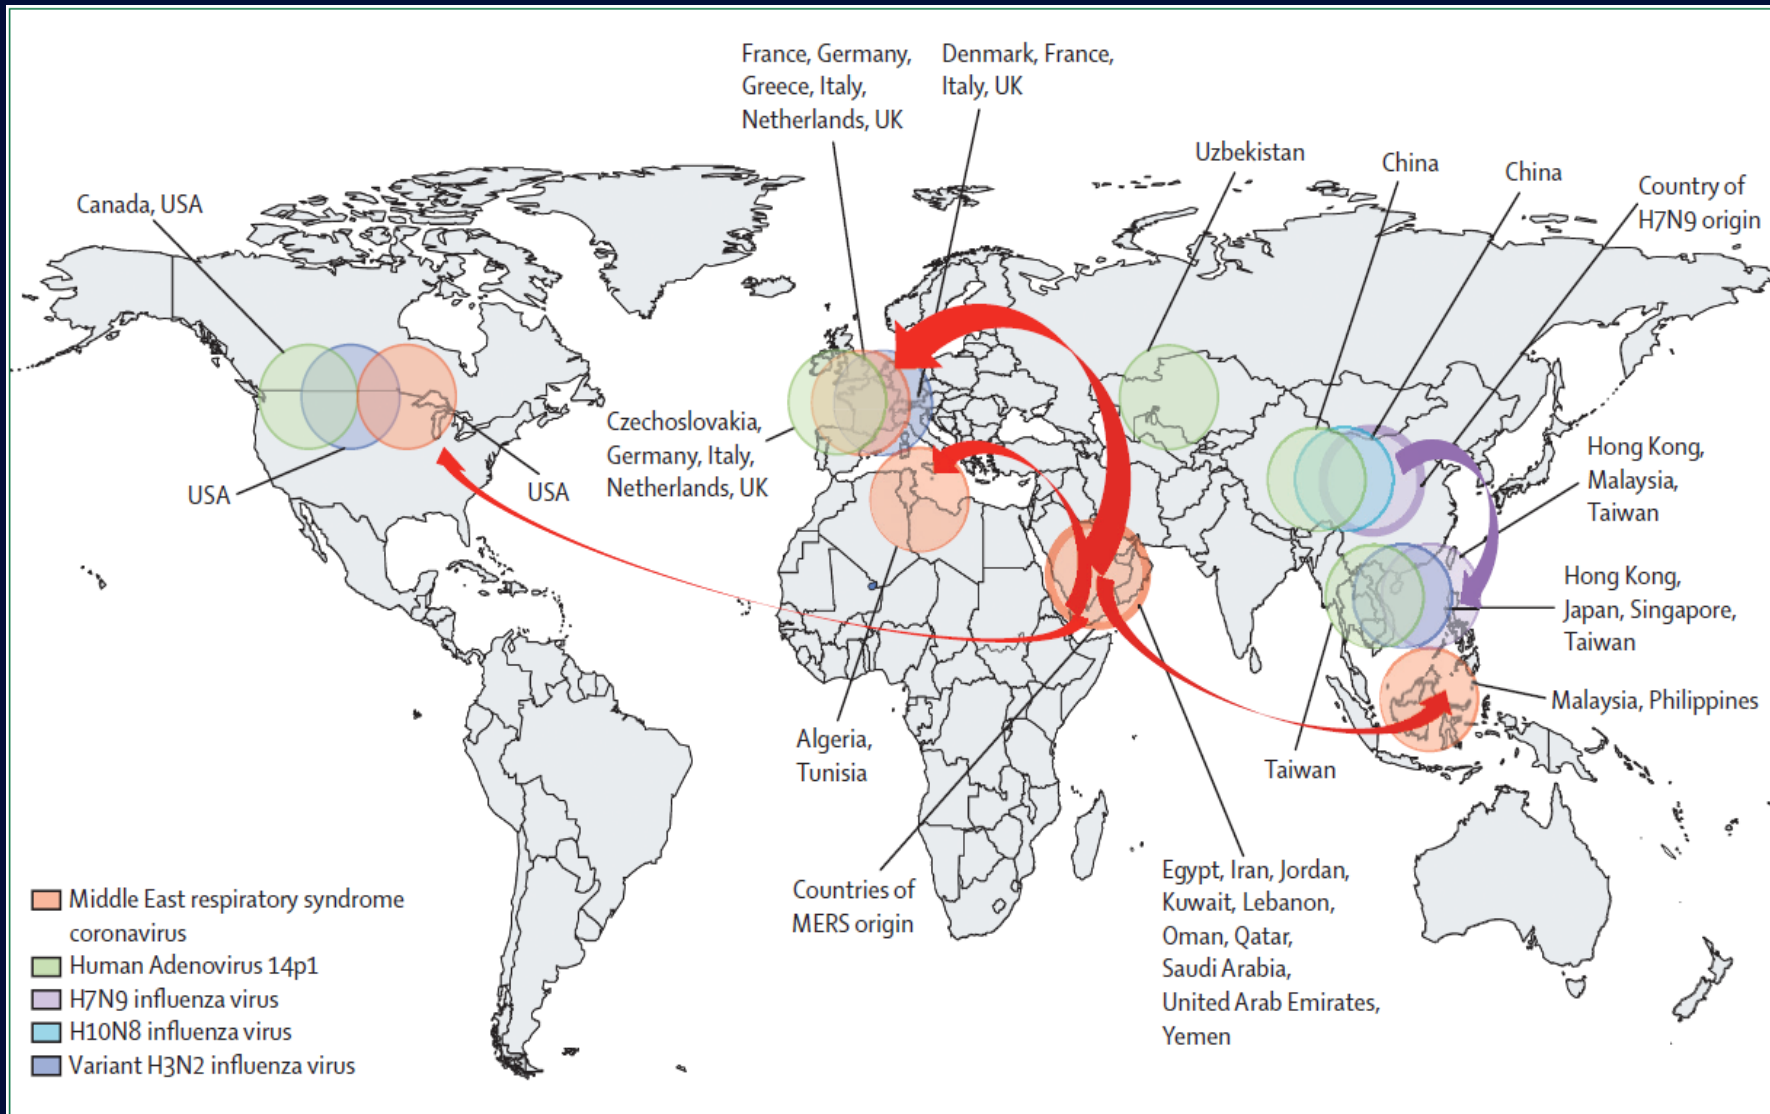 France, Germany,
Greece, Italy,
Netherlands, UK
Denmark, France,
Italy, UK
Uzbekistan
China
China
Country of
H7N9 origin
Canada, USA
USA
USA
Czechoslovakia,
Germany, Italy,
Netherlands, UK
Hong Kong,
Malaysia,
Taiwan
Hong Kong,
Japan, Singapore,
Taiwan
Malaysia, Philippines
Taiwan
Algeria,
Tunisia
Countries of
MERS origin
Egypt, Iran, Jordan,
Kuwait, Lebanon,
Oman, Qatar,
Saudi Arabia,
United Arab Emirates,
Yemen
Middle East respiratory syndrome
coronavirus
Human Adenovirus 14p1
H7N9 influenza virus
H10N8 influenza virus
Variant H3N2 influenza virus